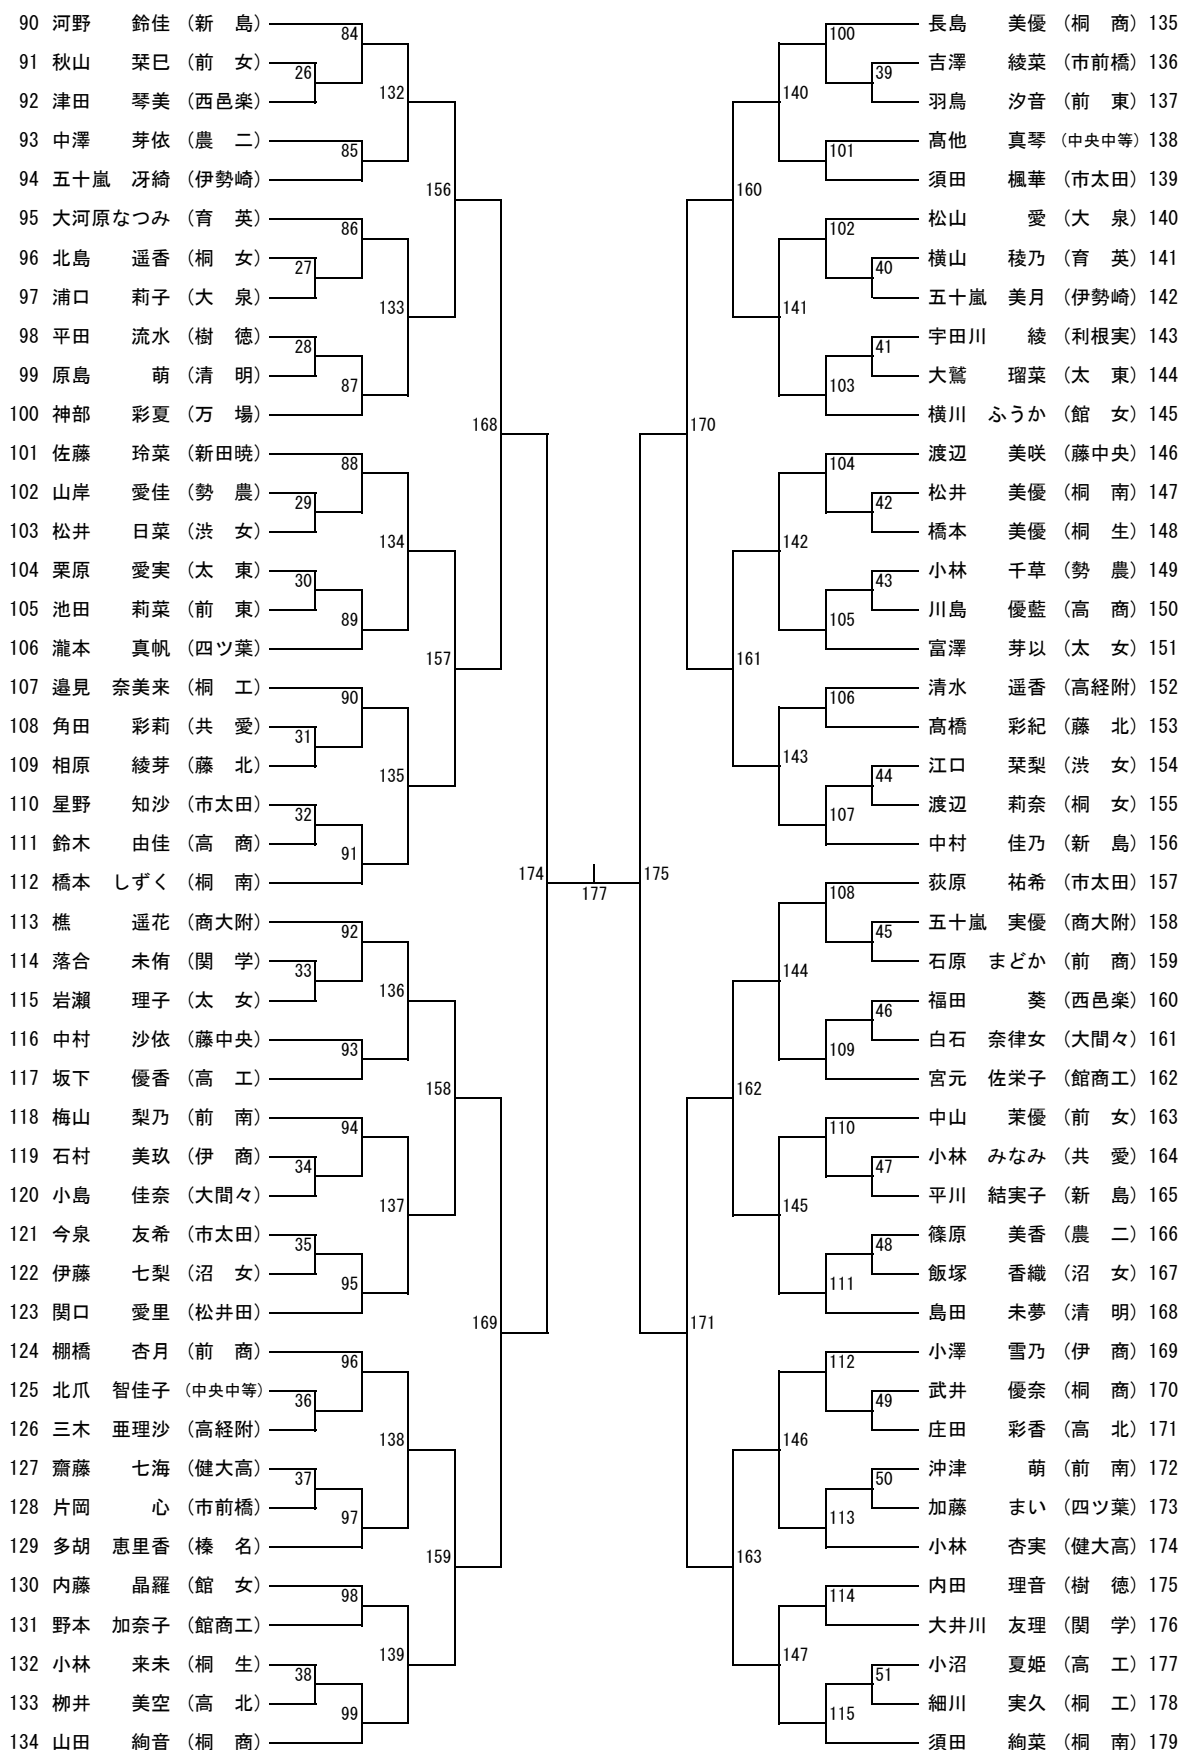 90 河野　鈴佳 （新　島）
91 秋山　栞巳 （前　女）
92 津田　琴美 （西邑楽）
93 中澤　芽依 （農　二）
94 五十嵐　冴綺 （伊勢崎）
95 大河原なつみ （育　英）
96 北島　遥香 （桐　女）
97 浦口　莉子 （大　泉）
98 平田　流水 （樹　徳）
99 原島　萌 （清　明）
100 神部　彩夏 （万　場）
101 佐藤　玲菜 （新田暁）
102 山岸　愛佳 （勢　農）
103 松井　日菜 （渋　女）
104 栗原　愛実 （太　東）
105 池田　莉菜 （前　東）
106 瀧本　真帆 （四ツ葉）
107 邉見　奈美来 （桐　工）
108 角田　彩莉 （共　愛）
109 相原　綾芽 （藤　北）
110 星野　知沙 （市太田）
111 鈴木　由佳 （高　商）
112 橋本　しずく （桐　南）
113 樵　遥花 （商大附）
114 落合　未侑 （関　学）
115 岩瀬　理子 （太　女）
116 中村　沙依 （藤中央）
117 坂下　優香 （高　工）
118 梅山　梨乃 （前　南）
119 石村　美玖 （伊　商）
120 小島　佳奈 （大間々）
121 今泉　友希 （市太田）
122 伊藤　七梨 （沼　女）
123 関口　愛里 （松井田）
124 棚橋　杏月 （前　商）
125 北爪　智佳子 （中央中等）
126 三木　亜理沙 （高経附）
127 齋藤　七海 （健大高）
128 片岡　心 （市前橋）
129 多胡　恵里香 （榛　名）
130 内藤　晶羅 （館　女）
131 野本　加奈子 （館商工）
132 小林　来未 （桐　生）
133 栁井　美空 （高　北）
134 山田　絢音 （桐　商）
84
26
132
85
156
86
27
133
28
87
168
88
29
134
30
89
157
90
31
135
32
91
174
92
33
136
93
158
94
34
137
35
95
169
96
36
138
37
97
159
98
139
38
99
177
175
100
39
140
101
160
102
40
141
41
103
170
104
42
142
43
105
161
106
143
44
107
108
45
144
46
109
162
110
47
145
48
111
171
112
49
146
50
113
163
114
147
51
115
長島　美優 （桐　商） 135
吉澤　綾菜 （市前橋） 136
羽鳥　汐音 （前　東） 137
髙他　真琴 （中央中等） 138
須田　楓華 （市太田） 139
松山　愛 （大　泉） 140
横山　稜乃 （育　英） 141
五十嵐　美月 （伊勢崎） 142
宇田川　綾 （利根実） 143
大鷲　瑠菜 （太　東） 144
横川　ふうか （館　女） 145
渡辺　美咲 （藤中央） 146
松井　美優 （桐　南） 147
橋本　美優 （桐　生） 148
小林　千草 （勢　農） 149
川島　優藍 （高　商） 150
富澤　芽以 （太　女） 151
清水　遥香 （高経附） 152
髙橋　彩紀 （藤　北） 153
江口　栞梨 （渋　女） 154
渡辺　莉奈 （桐　女） 155
中村　佳乃 （新　島） 156
荻原　祐希 （市太田） 157
五十嵐　実優 （商大附） 158
石原　まどか （前　商） 159
福田　葵 （西邑楽） 160
白石　奈律女 （大間々） 161
宮元　佐栄子 （館商工） 162
中山　茉優 （前　女） 163
小林　みなみ （共　愛） 164
平川　結実子 （新　島） 165
篠原　美香 （農　二） 166
飯塚　香織 （沼　女） 167
島田　未夢 （清　明） 168
小澤　雪乃 （伊　商） 169
武井　優奈 （桐　商） 170
庄田　彩香 （高　北） 171
沖津　萌 （前　南） 172
加藤　まい （四ツ葉） 173
小林　杏実 （健大高） 174
内田　理音 （樹　徳） 175
大井川　友理 （関　学） 176
小沼　夏姫 （高　工） 177
細川　実久 （桐　工） 178
須田　絢菜 （桐　南） 179